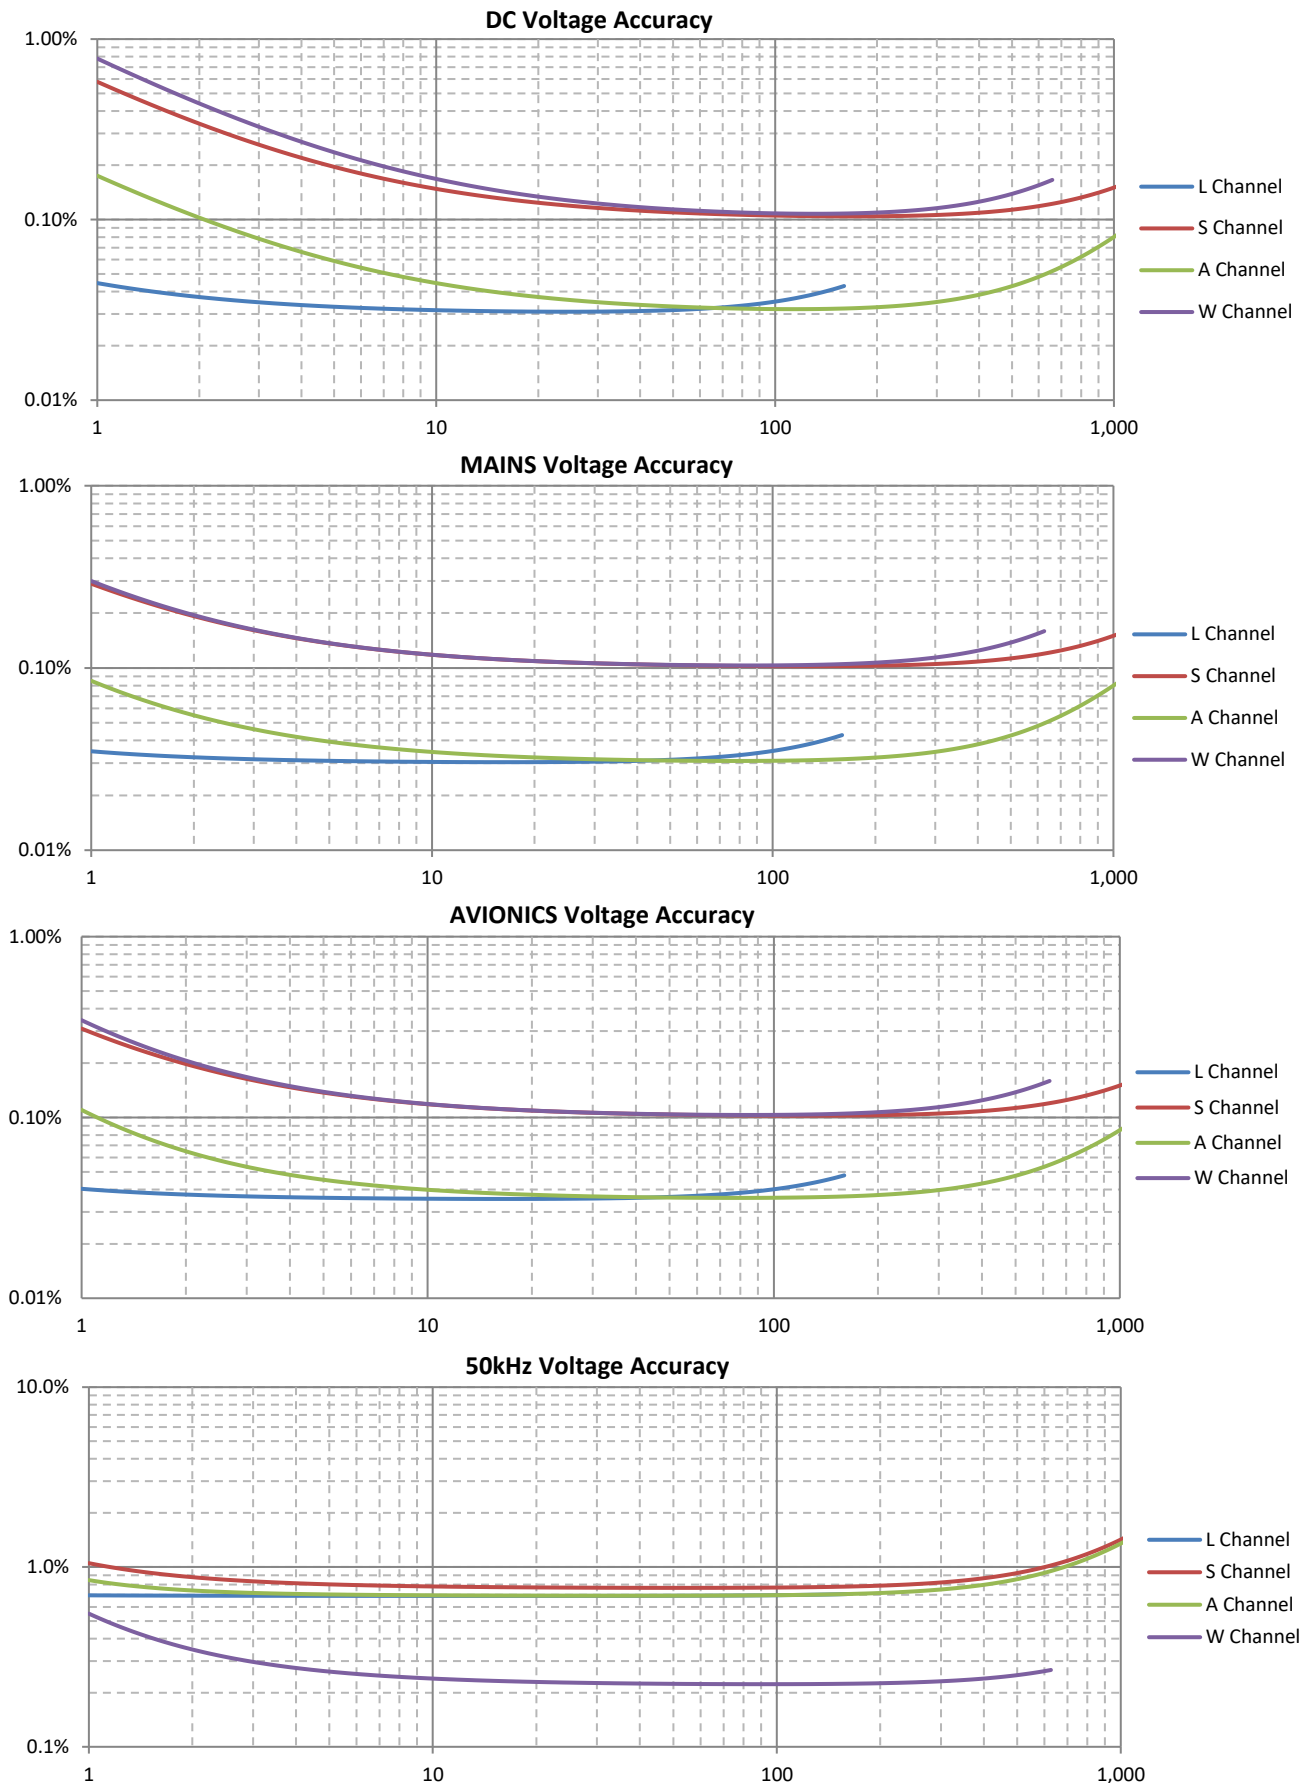 DC Voltage Accuracy
1.00%
0.10%
0.01%
1 10 100 1,000
L Channel
S Channel
A Channel
W Channel
MAINS Voltage Accuracy
1.00%
0.10%
0.01%
1 10 100 1,000
L Channel
S Channel
A Channel
W Channel
AVIONICS Voltage Accuracy
1.00%
0.10%
0.01%
1 10 100 1,000
L Channel
S Channel
A Channel
W Channel
50kHz Voltage Accuracy
10.0%
1.0%
0.1%
1 10 100 1,000
L Channel
S Channel
A Channel
W Channel